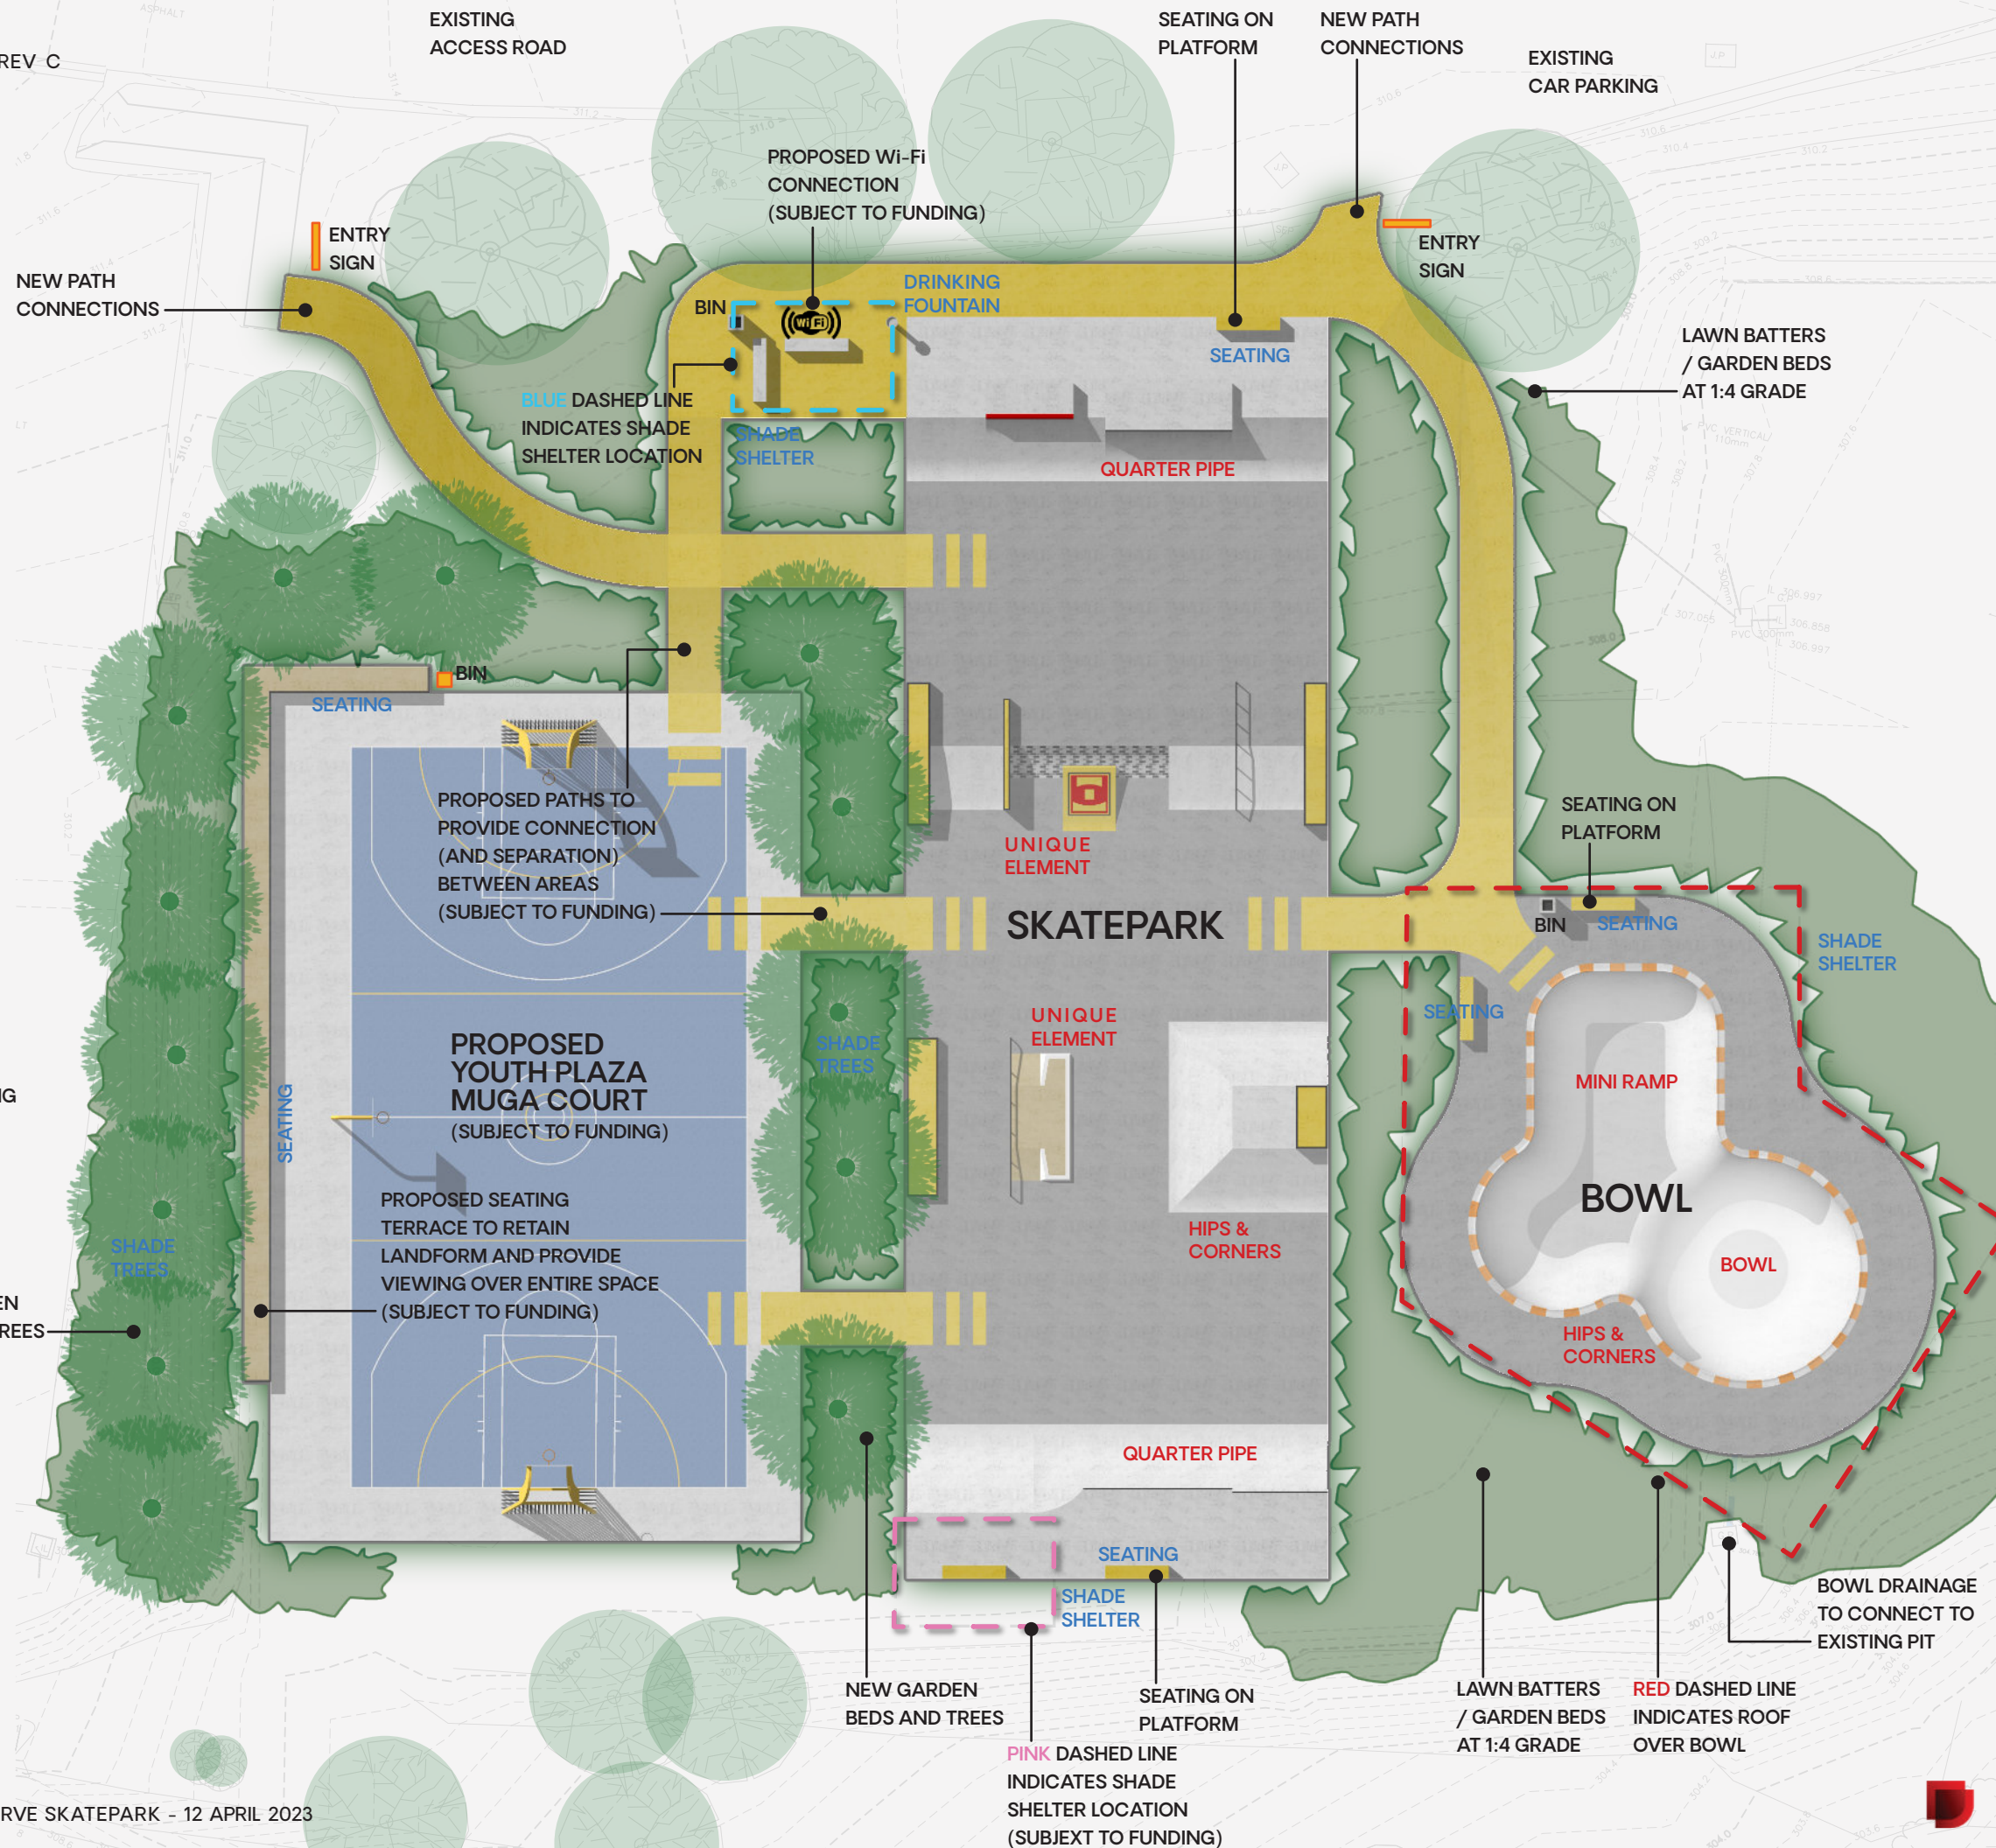 REV C
EXISTING
ACCESS ROAD
SEATING ON
PLATFORM
NEW PATH
CONNECTIONS
EXISTING
CAR PARKING
ASPHALT
PROPOSED Wi-Fi
CONNECTION
(SUBJECT TO FUNDING)
ENTRY
SIGN
ENTRY
SIGN
NEW PATH
CONNECTIONS
BIN
WiFi
DRINKING
FOUNTAIN
SEATING
LAWN BATTERS
/ GARDEN BEDS
AT 1:4 GRADE
BLUE DASHED LINE
INDICATES SHADE
SHELTER LOCATION
SHADE
SHELTER
QUARTER PIPE
BIN
SEATING
PROPOSED PATHS TO
PROVIDE CONNECTION
(AND SEPARATION)
BETWEEN AREAS
(SUBJECT TO FUNDING)
UNIQUE
ELEMENT
SKATEPARK
SEATING ON
PLATFORM
BIN
SEATING
SHADE
SHELTER
SEATING
UNIQUE
ELEMENT
SHADE
TREES
PROPOSED
YOUTH PLAZA
MUGA COURT
(SUBJECT TO FUNDING)
SEATING
MINI RAMP
BOWL
BOWL
HIPS &
CORNERS
HIPS &
CORNERS
PROPOSED SEATING
TERRACE TO RETAIN
LANDFORM AND PROVIDE
VIEWING OVER ENTIRE SPACE
(SUBJECT TO FUNDING)
SHADE
TREES
NG
EN
REES
QUARTER PIPE
SEATING
SHADE
SHELTER
NEW GARDEN
BEDS AND TREES
SEATING ON
PLATFORM
PINK DASHED LINE
INDICATES SHADE
SHELTER LOCATION
(SUBJEXT TO FUNDING)
LAWN BATTERS
/ GARDEN BEDS
AT 1:4 GRADE
RED DASHED LINE
INDICATES ROOF
OVER BOWL
BOWL DRAINAGE
TO CONNECT TO
EXISTING PIT
RVE SKATEPARK - 12 APRIL 2023